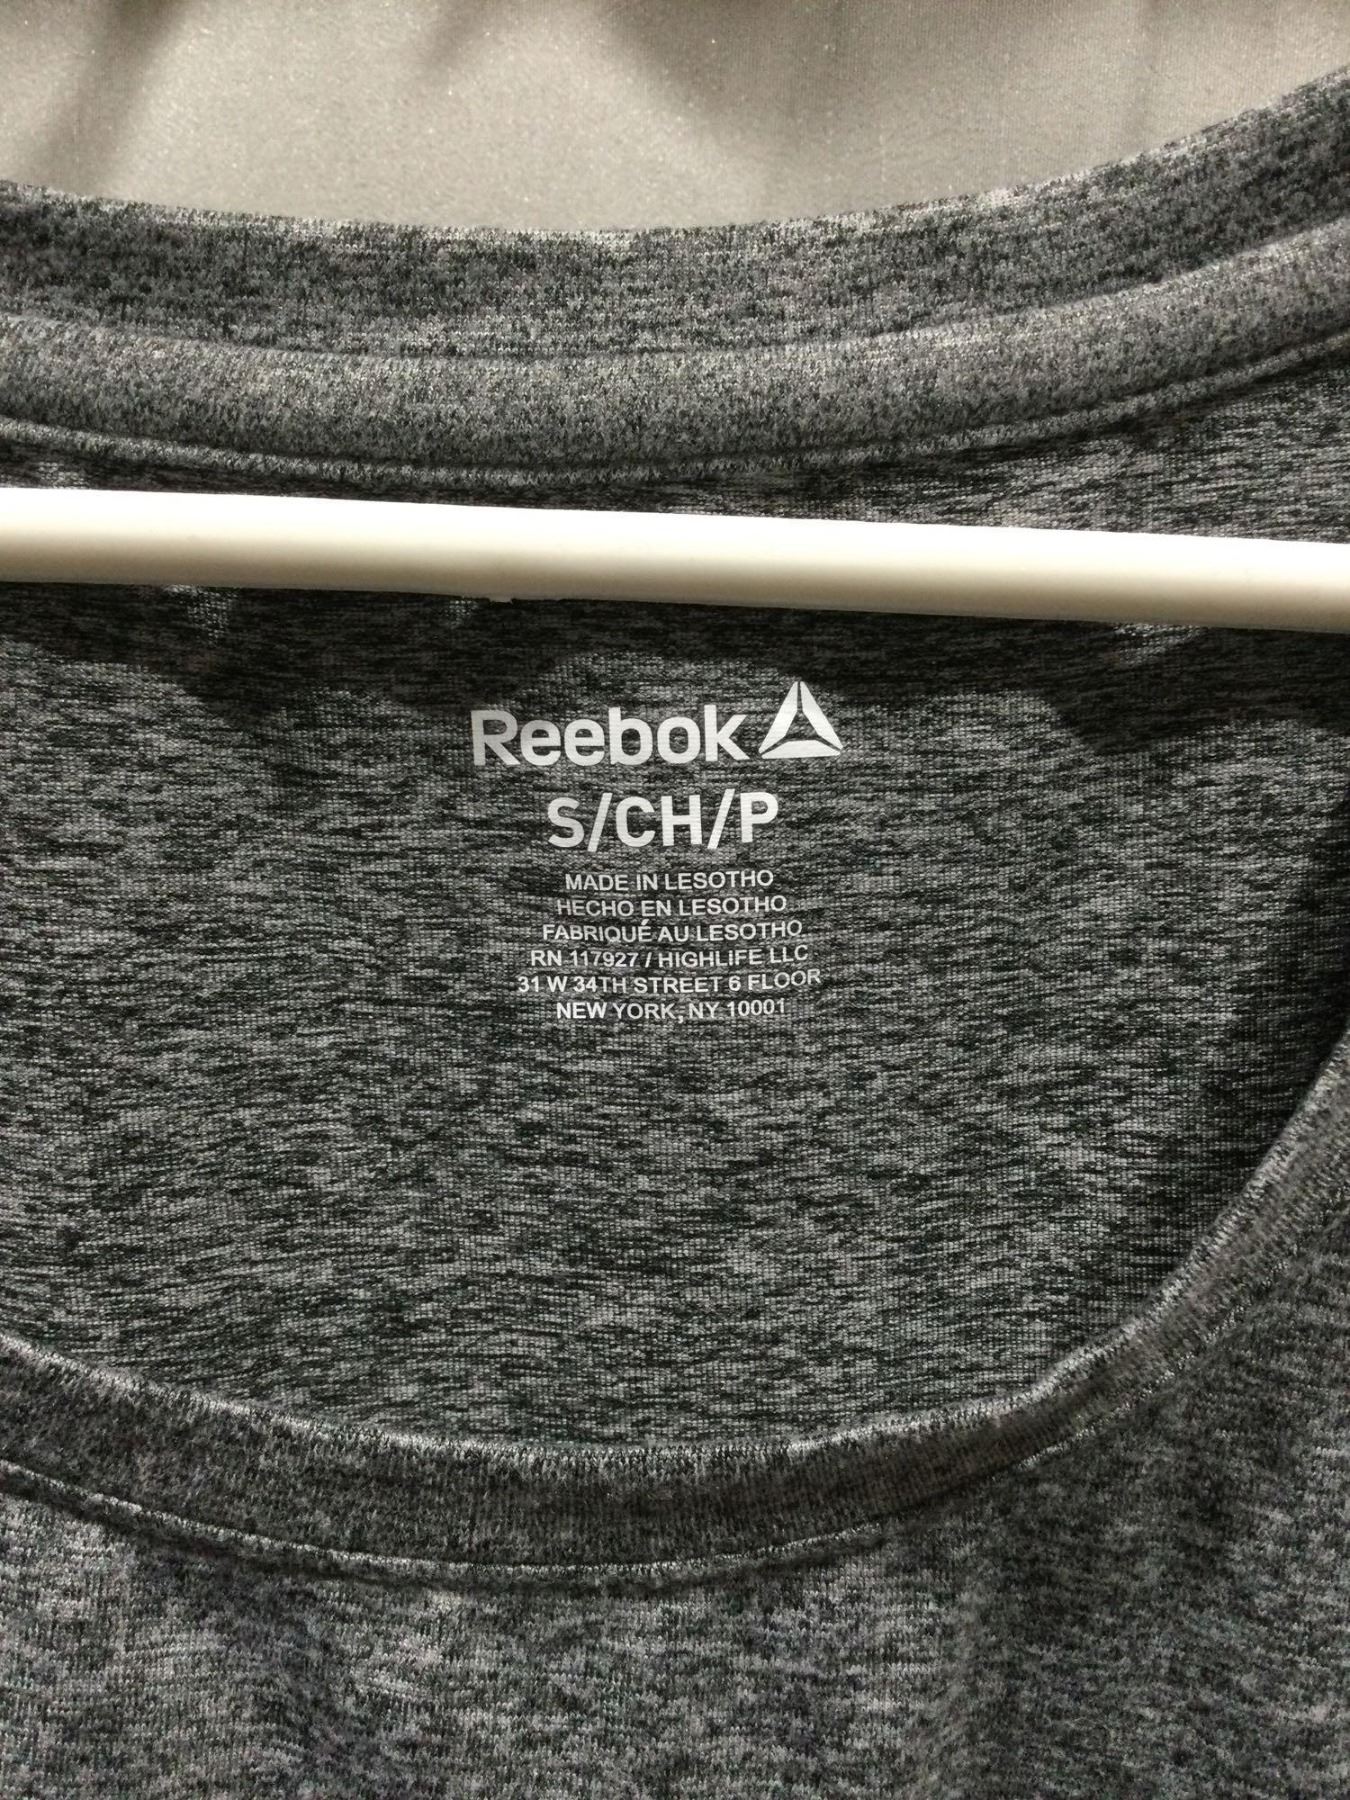 Reebok
S/CH/P
MADE IN LESOTHO
HECHO EN LESOTHO
FABRIQUÉ AU LESOTHO
RN 117927 / HIGHLIFE LLC
31 W 34TH STREET 6 FLOOR
NEW YORK, NY 10001